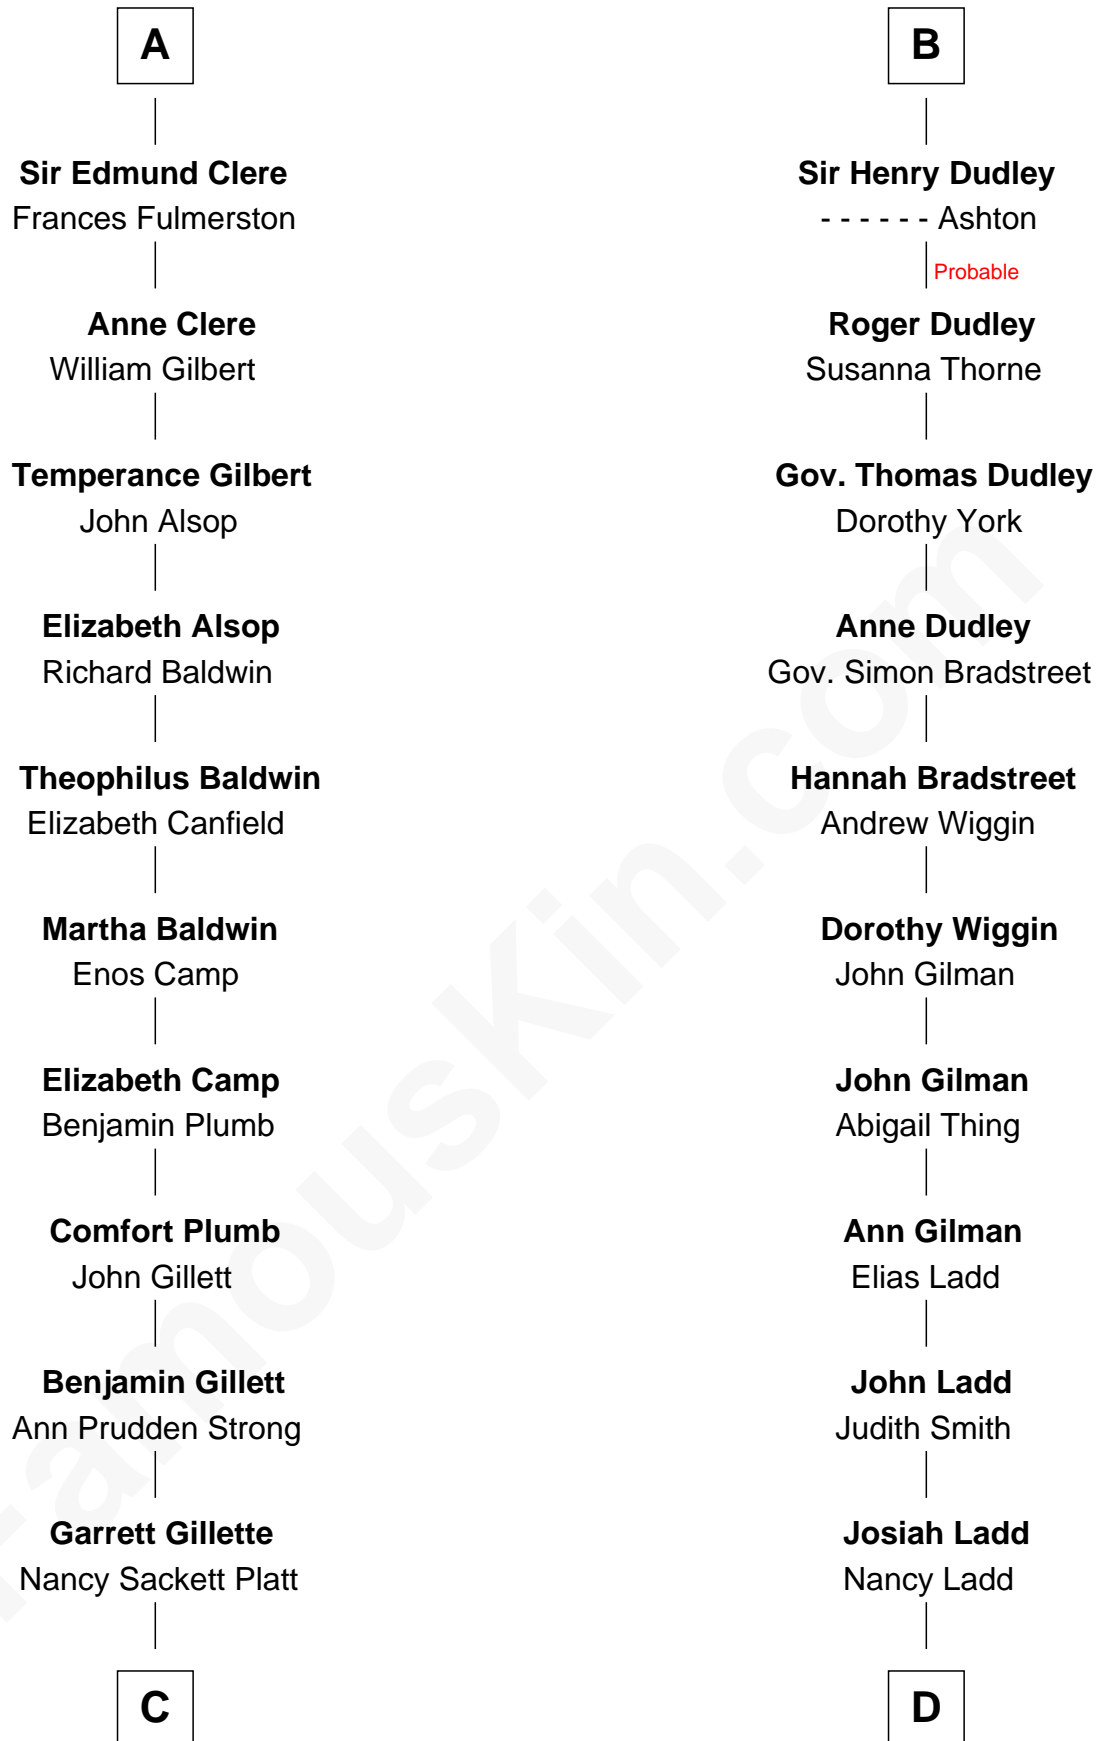 A
Sir Edmund Clere
Frances Fulmerston
Anne Clere
William Gilbert
Temperance Gilbert
John Alsop
Elizabeth Alsop
Richard Baldwin
Theophilus Baldwin
Elizabeth Canfield
Martha Baldwin
Enos Camp
Elizabeth Camp
Benjamin Plumb
Comfort Plumb
John Gillett
Benjamin Gillett
Ann Prudden Strong
Garrett Gillette
Nancy Sackett Platt
C
B
Sir Henry Dudley
- - - - - - Ashton
Probable
Roger Dudley
Susanna Thorne
Gov. Thomas Dudley
Dorothy York
Anne Dudley
Gov. Simon Bradstreet
Hannah Bradstreet
Andrew Wiggin
Dorothy Wiggin
John Gilman
John Gilman
Abigail Thing
Ann Gilman
Elias Ladd
John Ladd
Judith Smith
Josiah Ladd
Nancy Ladd
D
FamousKin.com